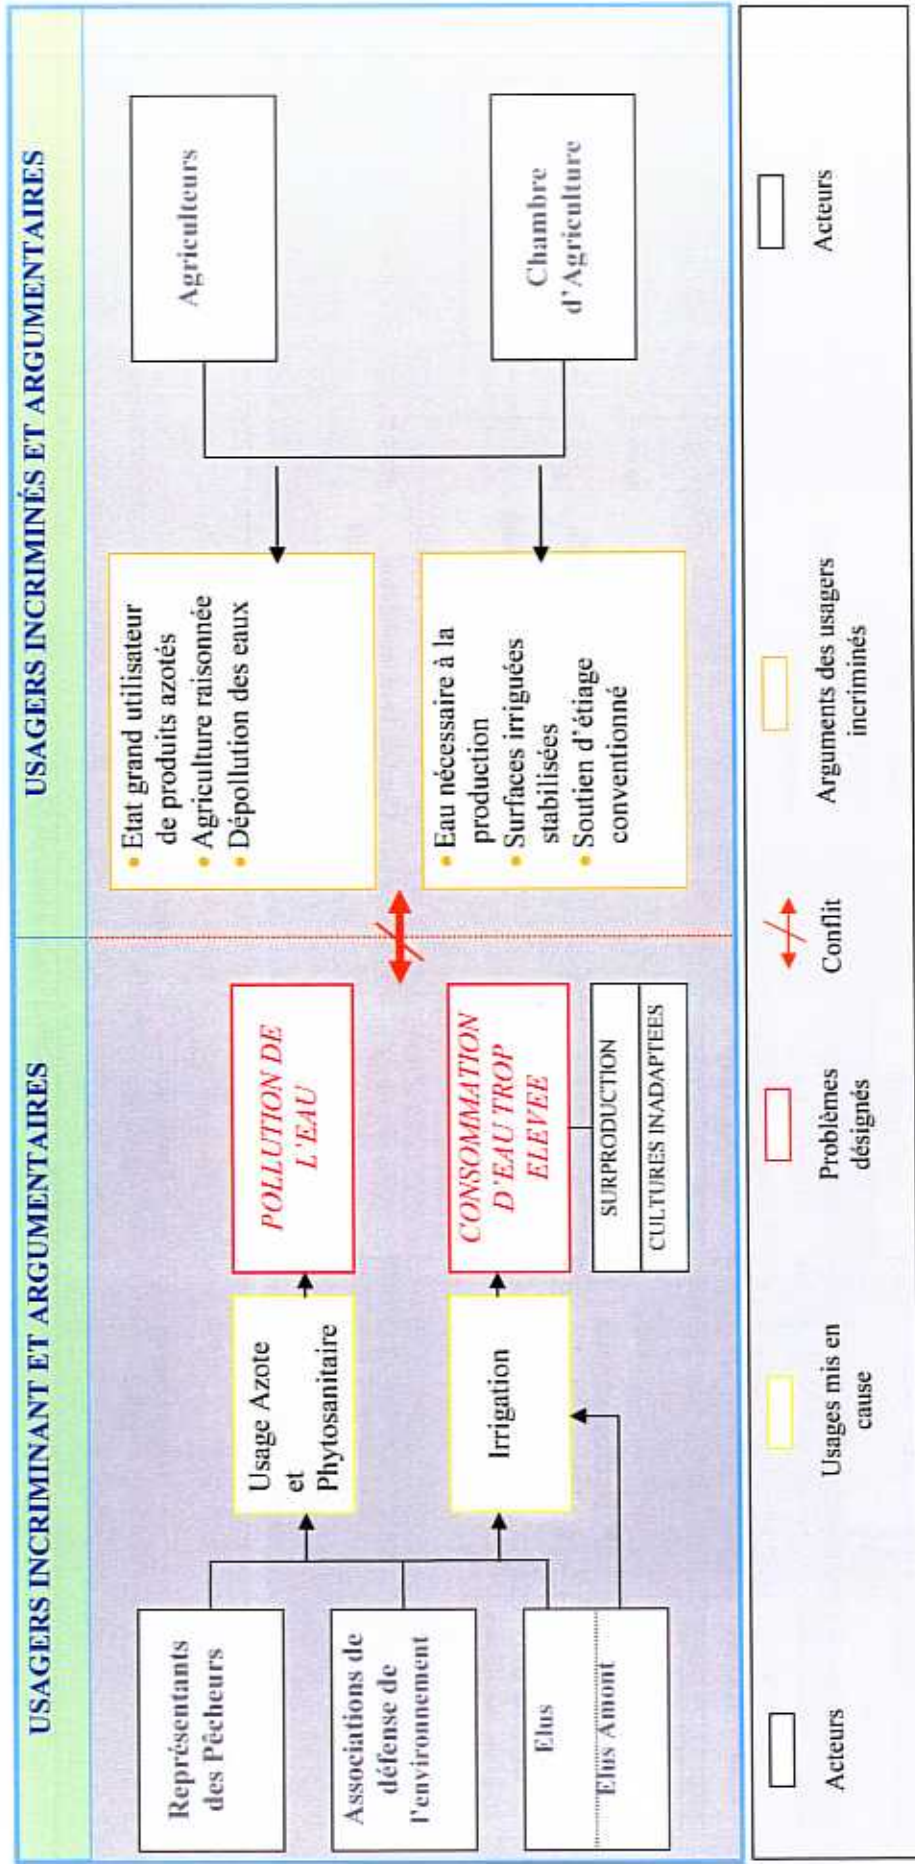 USAGERS INCRIMINANT ET ARGUMENTAIRES
USAGERS INCRIMINÉS ET ARGUMENTAIRES
Représentants
des Pêcheurs
Associations de
défense de
l'environnement
Elus
Elus Amont
Usage Azote
et
Phytosanitaire
Irrigation
POLLUTION DE
L'EAU
CONSOMMATION
D'EAU TROP
ELEVEE
SURPRODUCTION
CULTURES INADAPTEES
• Etat grand utilisateur
de produits azotés
• Agriculture raisonnée
• Dépollution des eaux
• Eau nécessaire à la
production
• Surfaces irriguées
stabilisées
• Soutien d'étiage
conventionné
Agriculteurs
Chambre
d'Agriculture
Acteurs
Usages mis en
cause
Problèmes
désignés
Conflit
Arguments des usagers
incriminés
Acteurs